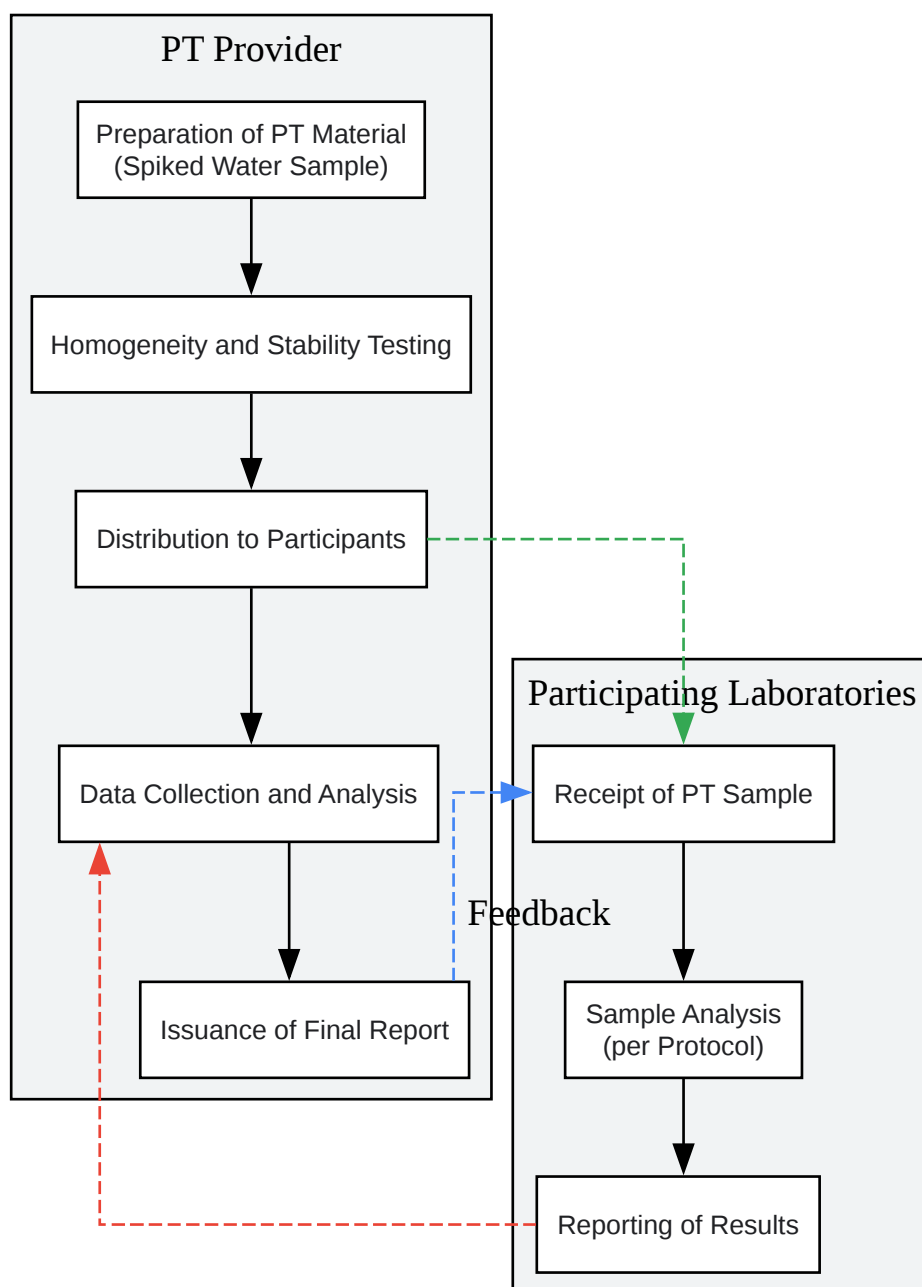 PT Provider
Preparation of PT Material
(Spiked Water Sample)
Homogeneity and Stability Testing
Distribution to Participants
Participating Laboratories
Data Collection and Analysis
Receipt of PT Sample
Feedback
Issuance of Final Report
Sample Analysis
(per Protocol)
Reporting of Results